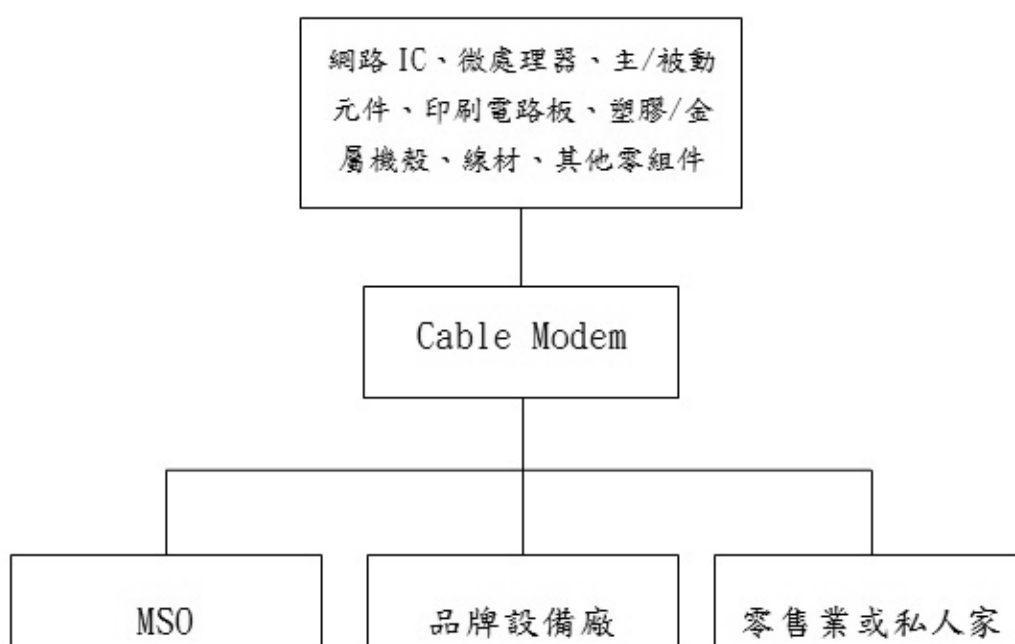 網路 IC、微處理器、主/被動
元件、印刷電路板、塑膠/金
屬機殼、線材、其他零組件
Cable Modem
MSO
品牌設備廠
零售業或私人家